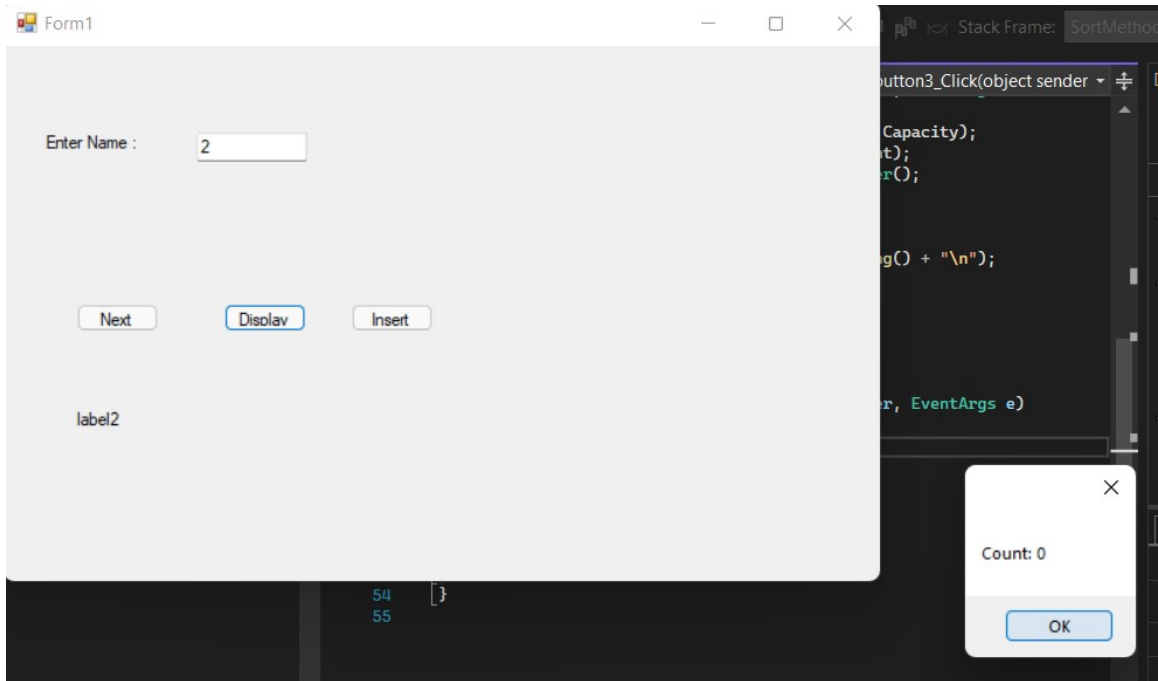 Form1
Stack Frame: SortMetho
button3_Click(object sender
Capacity);
Enter Name :
2
t);
r();
g() + "\n");
Next
Display
Insert
r, EventArgs e)
label2
Count: 0
54 }
OK
55